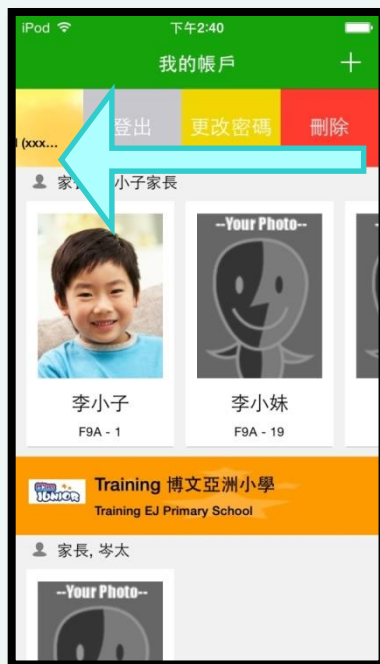 iPod 下午2:40
我的帳戶
l (xxx... 登出 更改密碼 刪除
小子家長
--Your Photo--
李小子 李小妹
F9A - 1 F9A - 19
JUNIOR Training 博文亞洲小學
Training EJ Primary School
家長, 岑太
--Your Photo--